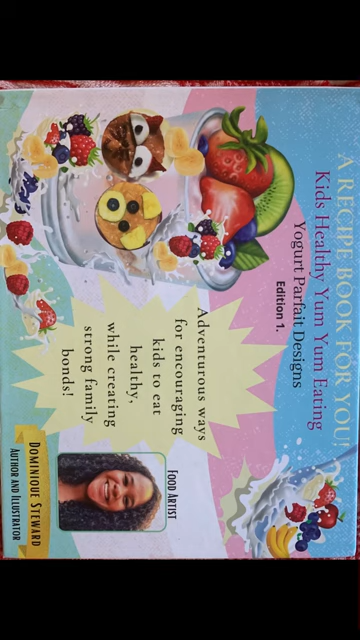 A RECIPE BOOK FOR YOU!
Kids Healthy Yum Yum Eating
Yogurt Parfait Designs
Edition 1.
Adventurous ways
for encouraging
kids to eat
healthy,
while creating
strong family
bonds!
FOOD ARTIST
DOMINIQUE STEWARD
AUTHOR AND ILLUSTRATOR